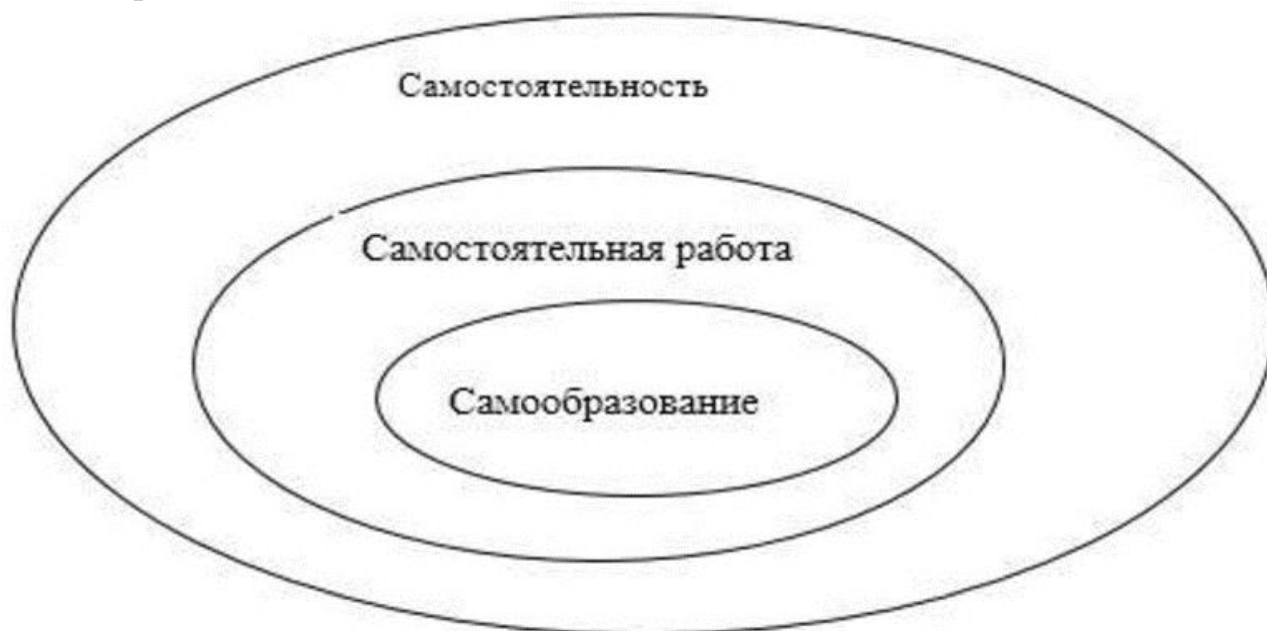 Самостоятельность
Самостоятельная работа
Самообразование